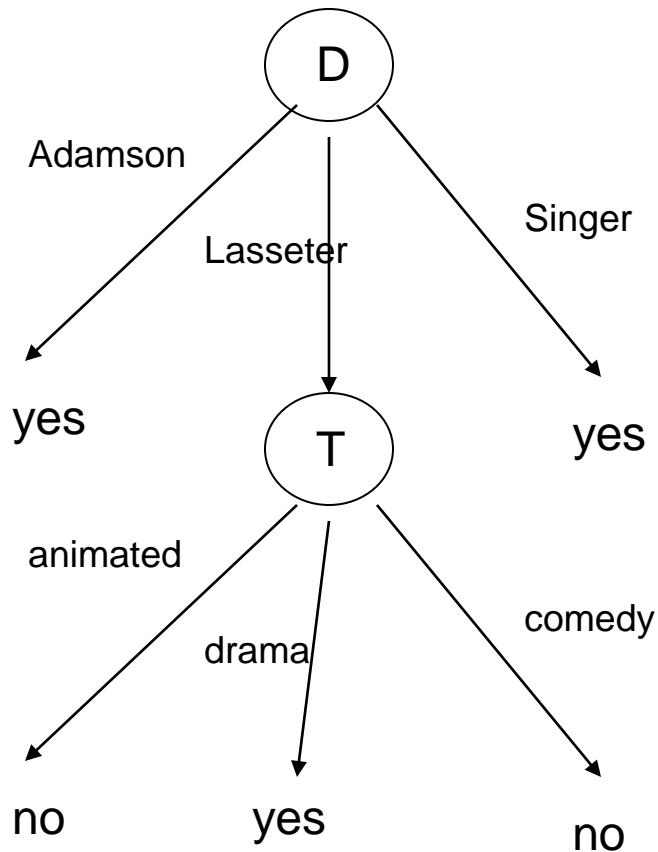 D
Adamson
Singer
Lasseter
yes
yes
T
animated
comedy
drama
no
yes
no